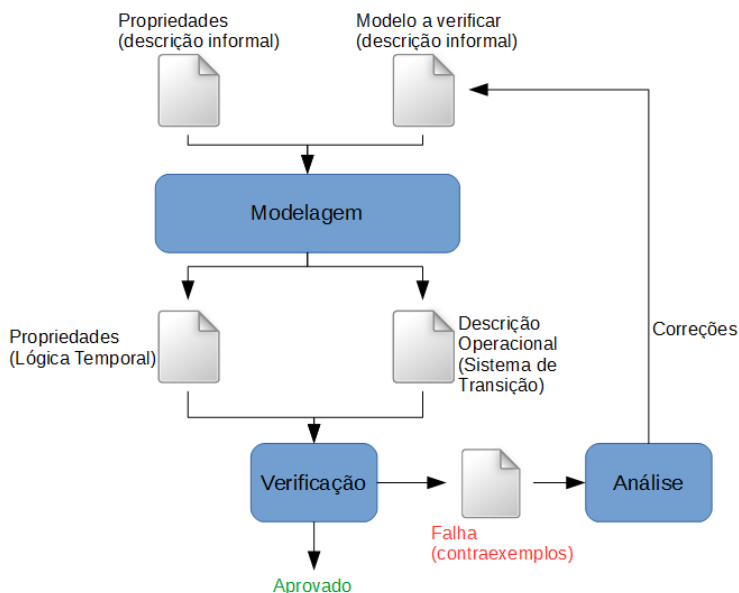 Propriedades
(descrição informal)
Modelo a verificar
(descrição informal)
Modelagem
Propriedades
(Lógica Temporal)
Descrição
Operacional
(Sistema de
Transição)
Correções
Verificação
Análise
Falha
(contraexemplos)
Aprovado